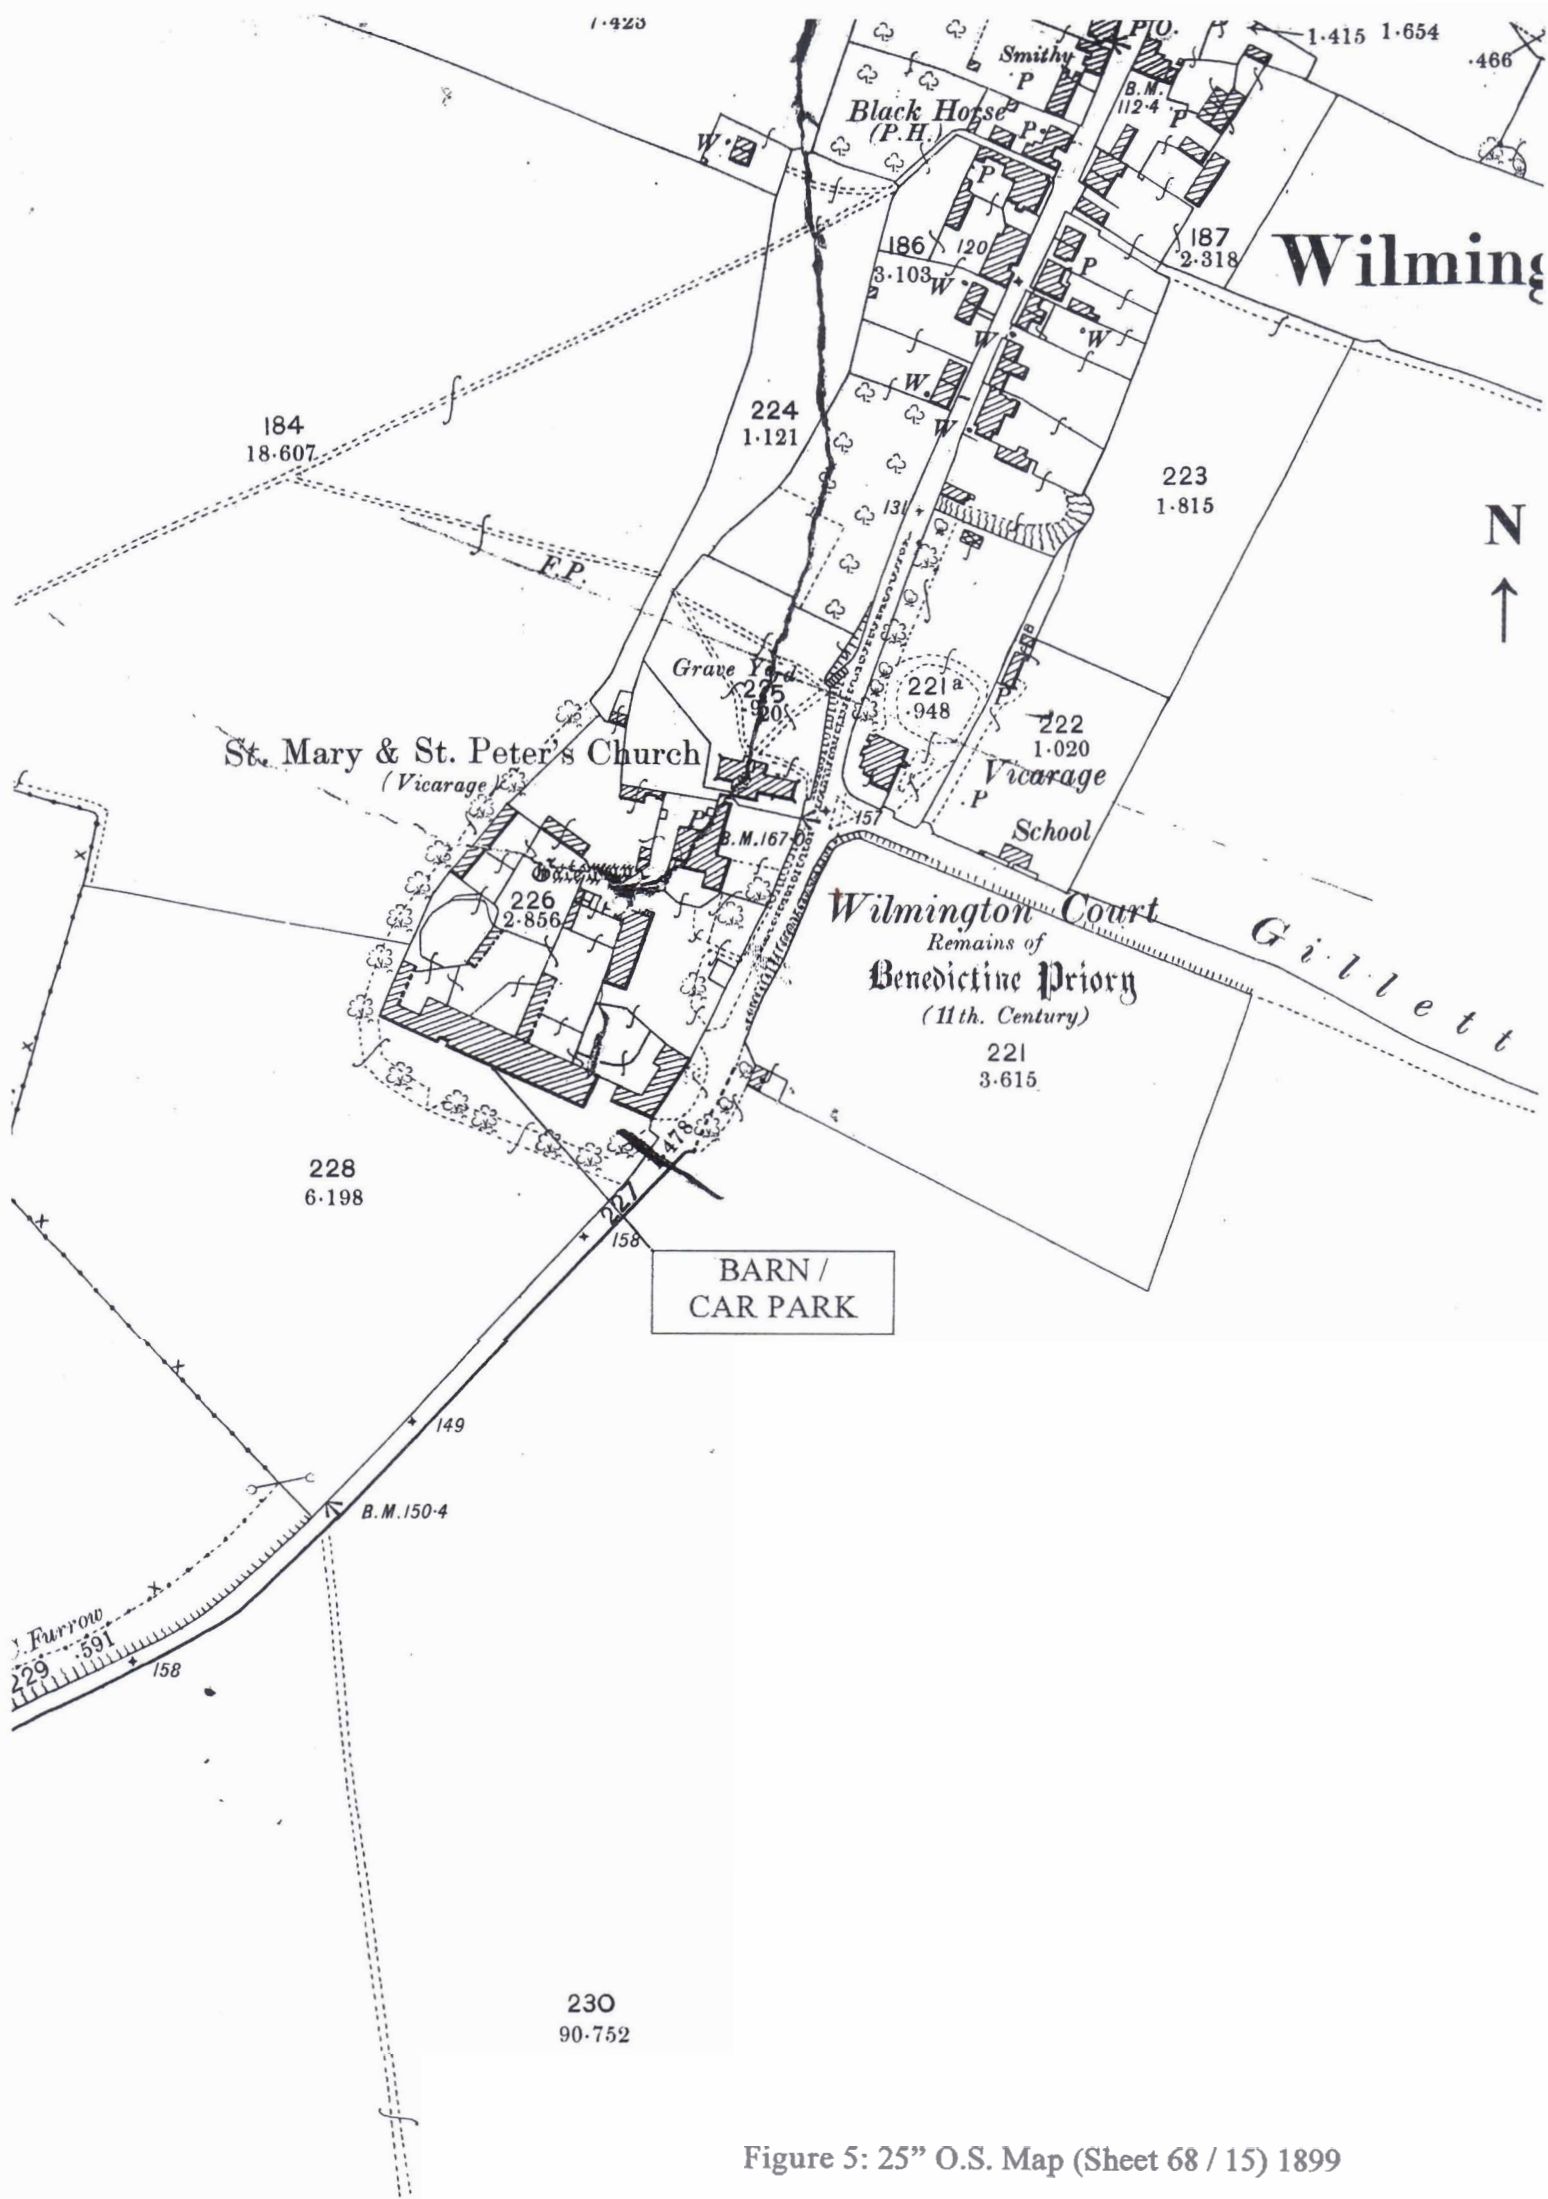 1·415 1·654
P.O.
Smithy
P
·466
B.M.
112·4
P
Black Horse
(P.H.)
P
W
P
186
3·103
120
187
2·318
Wilming
P
W
W
W
W
W
184
18·607
224
1·121
223
1·815
131
N
F.P.
Grave Yard
221a
·948
P
222
1·020
St. Mary & St. Peter's Church
(Vicarage)
Vicarage
P
157
School
P
B.M.167·0
226
2·856
Wilmington Court
Remains of
Benedictine Priory
(11th. Century)
221
3·615
Gillett
228
6·198
·478
227
158
BARN /
CAR PARK
149
B.M.150·4
Furrow
229 ·591
158
230
90·752
Figure 5: 25” O.S. Map (Sheet 68 / 15) 1899